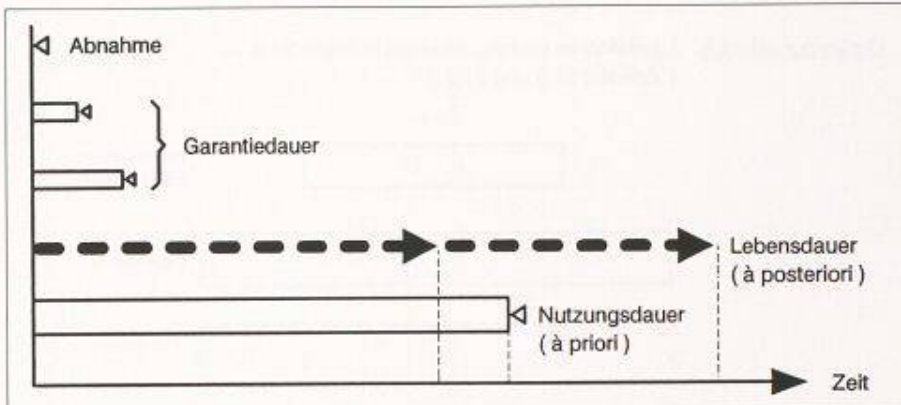 Abnahme
Garantiedauer
Lebensdauer
( à posteriori )
Nutzungsdauer
( à priori )
Zeit